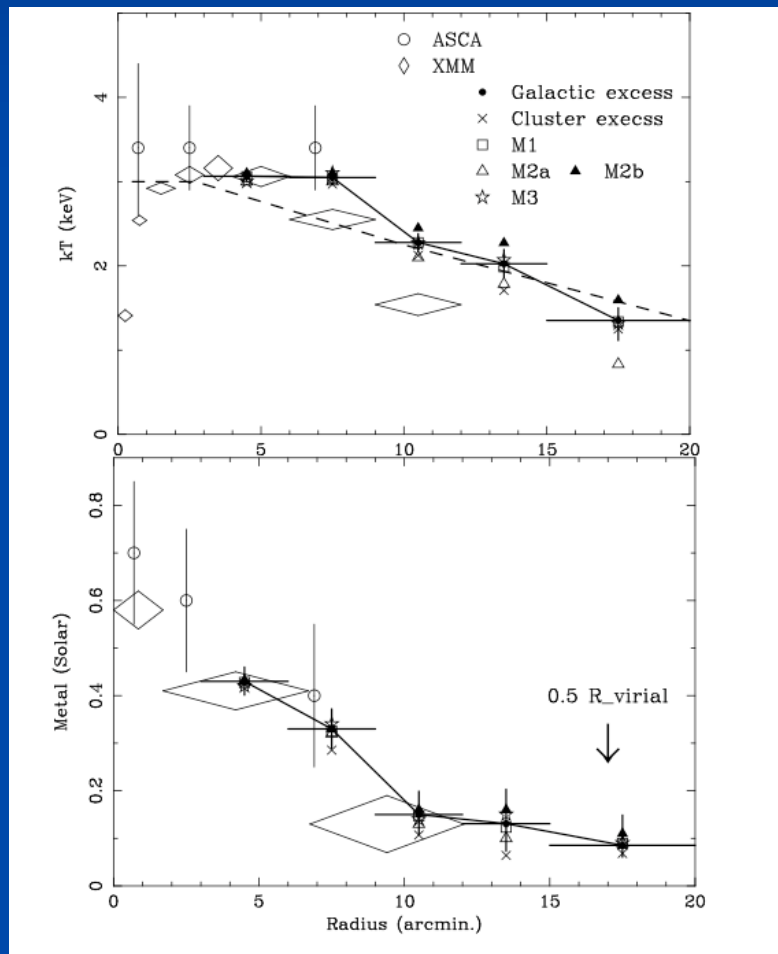 ASCA
XMM
Galactic excess
Cluster execss
M1
M2a M2b
M3
kT (keV)
4
2
0
0 5 10 15 20
Metal (Solar)
0.8
0.6
0.4
0.2
0
0.5 R_virial
0 5 10 15 20
Radius (arcmin.)